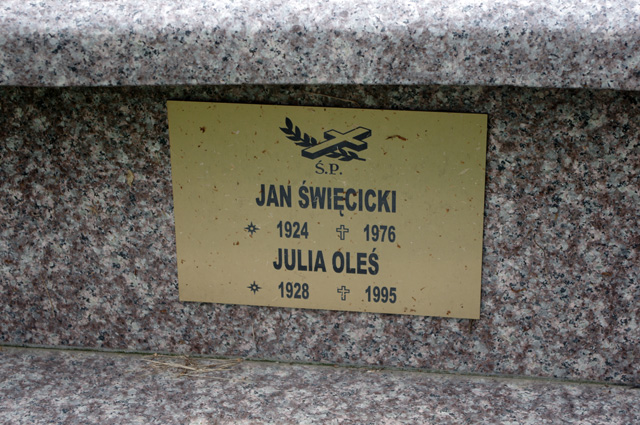 Ś.P.
JAN ŚWIĘCICKI
1924 1976
JULIA OLEŚ
1928 1995